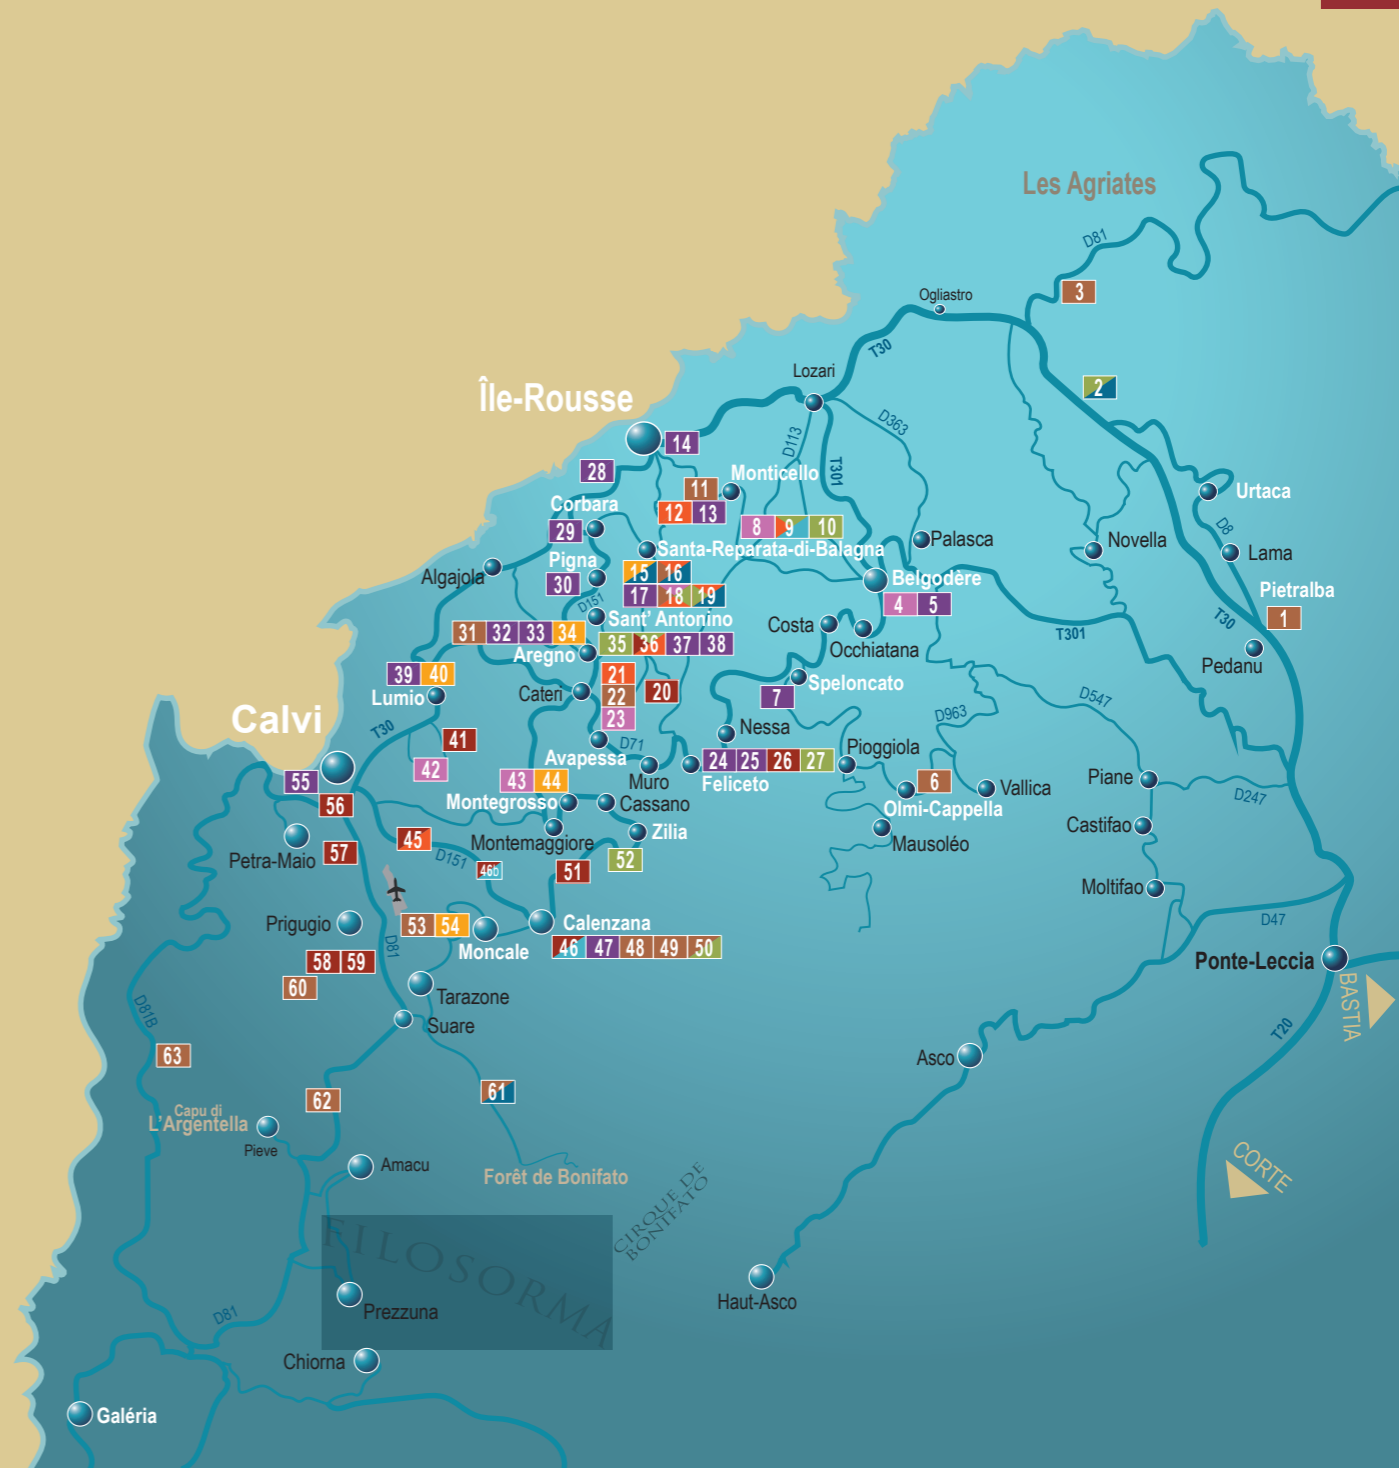 Les Agriates
D81
3
Ogliastro
T30
2
Lozari
Île-Rousse
D363
14
D113
T301
28
Monticello
11
Urtaca
12 13
Corbara
8 9 10
D8
29
Palasca
Novella
Santa-Reparata-di-Balagna
Lama
Pigna
Algajola
15 16
Belgodère
30
Pietralba
17 18 19
4 5
D151
1
Sant' Antonino
T30
31 32 33 34
Costa
T301
35 36 37 38
Occhiatana
Aregno
Pedanu
39 40
21
Speloncato
Lumio
Cateri
22
20
7
D547
Calvi
23
D963
T30
Nessa
41
D71
Pioggiola
Avapessa
24 25 26 27
42
Muro
Feliceto
Piane
55
43 44
6
Vallica
D247
56
Montegrosso
Cassano
Olmi-Cappella
Castifao
Zilia
45
Montemaggiore
Mausoléo
57
Petra-Maio
D151
52
46b
51
Moltifao
Prigugio
53 54
Calenzana
D47
D81
Moncale
46 47 48 49 50
58 59
Ponte-Leccia
60
Tarazone
BASTIA
D81B
Suare
T20
63
Asco
61
62
Capu di
L'Argentella
Pieve
Amacu
Forêt de Bonifato
CORTE
CIRQUE DE
BONIFATO
FILOSORMA
Prezzuna
Haut-Asco
D81
Chiorna
Galéria